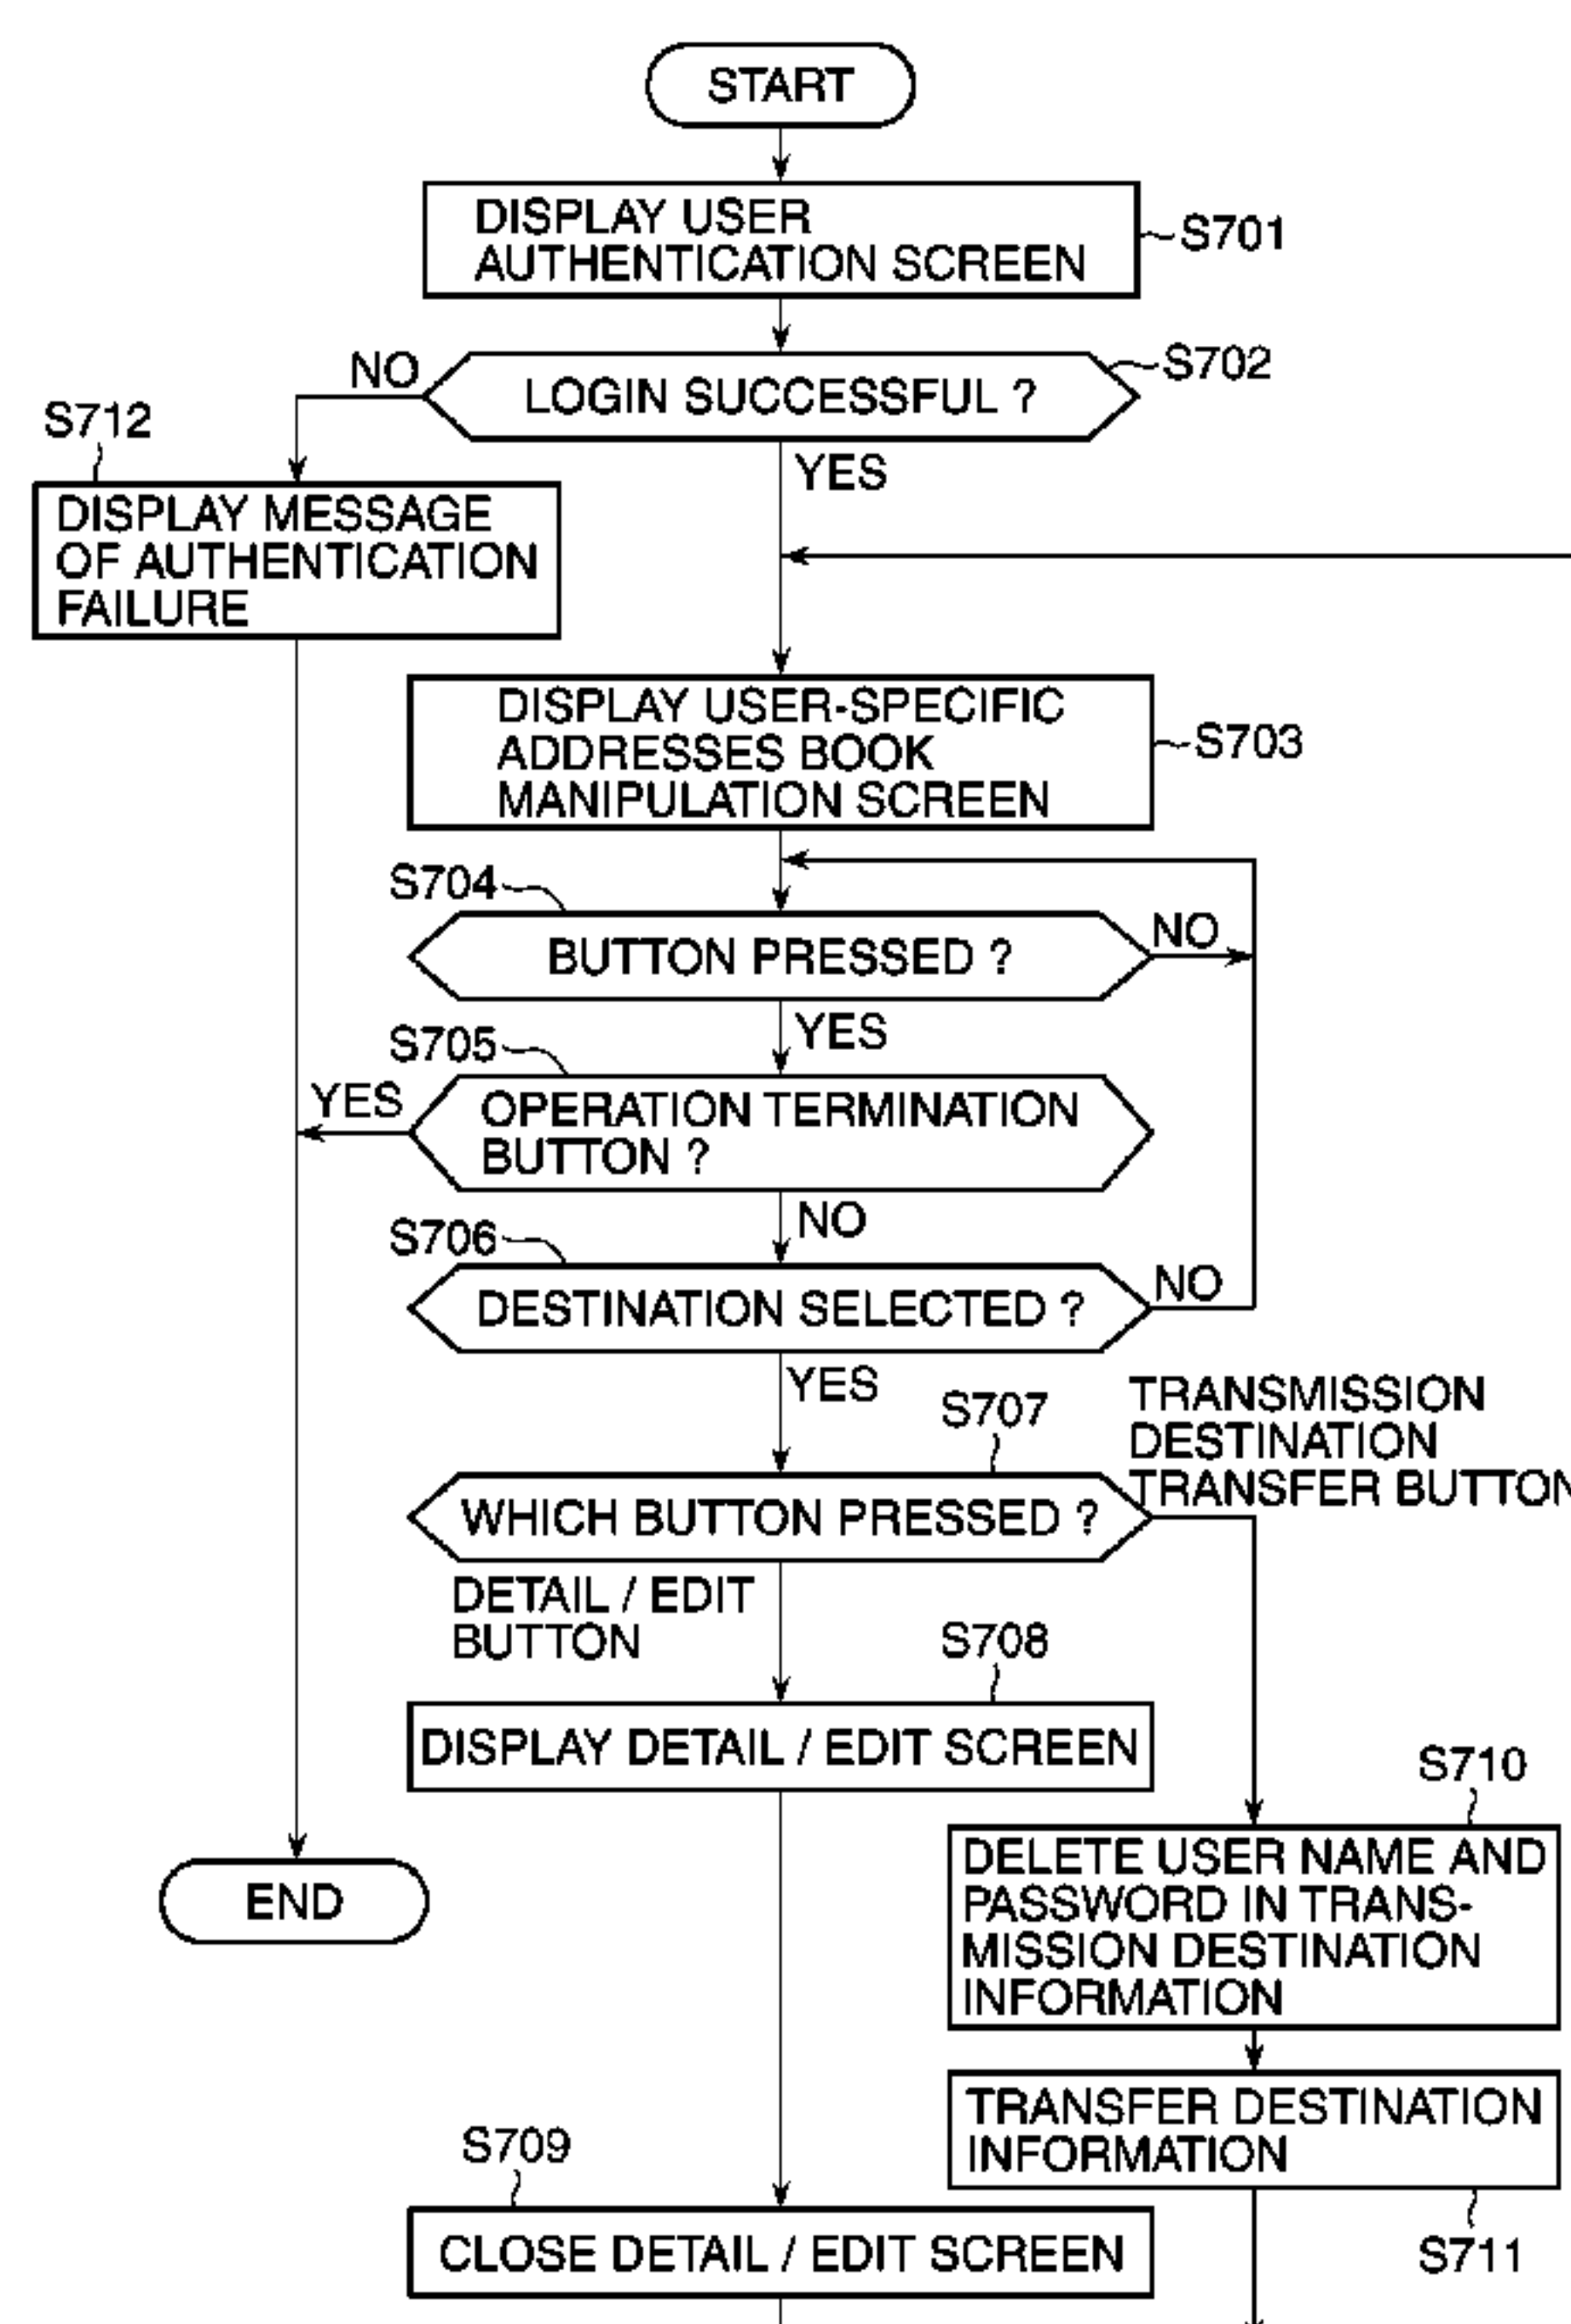 START
DISPLAY USER
AUTHENTICATION SCREEN
S701
S702
NO
LOGIN SUCCESSFUL ?
S712
YES
DISPLAY MESSAGE
OF AUTHENTICATION
FAILURE
DISPLAY USER-SPECIFIC
ADDRESSES BOOK
MANIPULATION SCREEN
S703
S704
BUTTON PRESSED ?
NO
YES
S705
YES
OPERATION TERMINATION
BUTTON ?
NO
S706
DESTINATION SELECTED ?
NO
YES
S707
TRANSMISSION
DESTINATION
TRANSFER BUTTON
WHICH BUTTON PRESSED ?
DETAIL / EDIT
BUTTON
S708
DISPLAY DETAIL / EDIT SCREEN
S710
DELETE USER NAME AND
PASSWORD IN TRANS-
MISSION DESTINATION
INFORMATION
END
TRANSFER DESTINATION
INFORMATION
S709
S711
CLOSE DETAIL / EDIT SCREEN